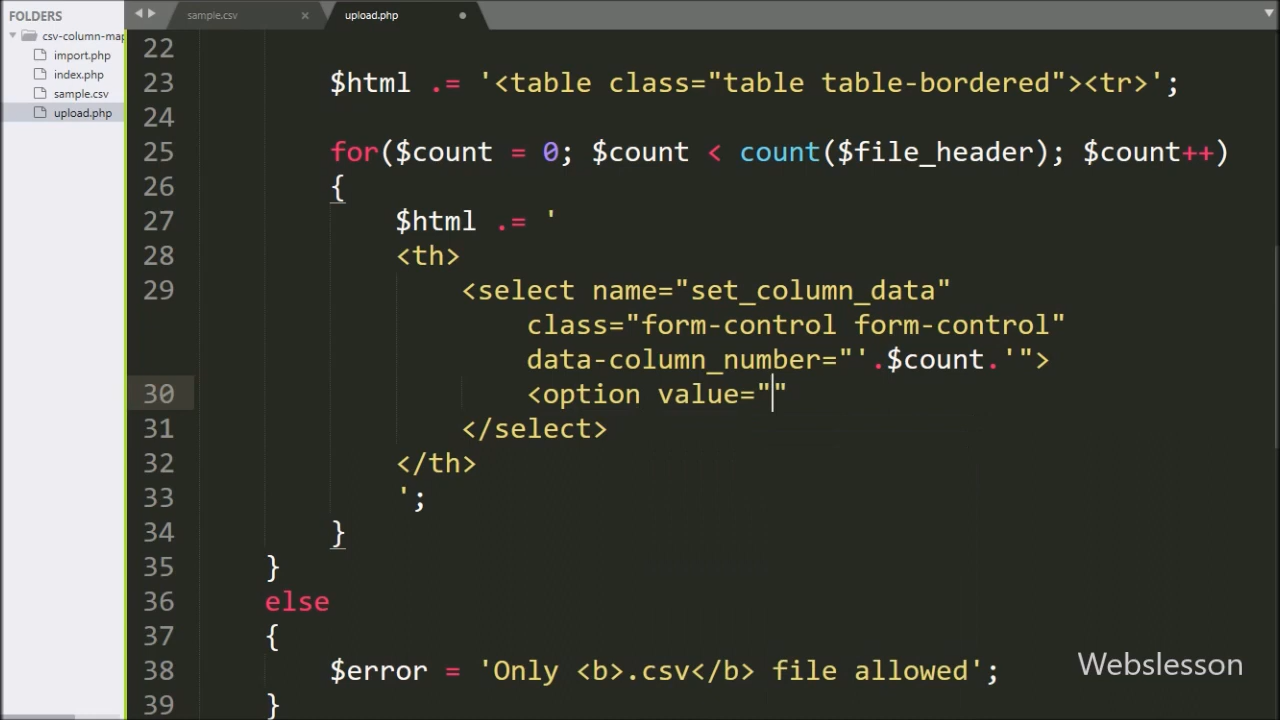 FOLDERS
csv-column-map
import.php
index.php
sample.csv
upload.php
sample.csv × upload.php
22
23 $html .= '<table class="table table-bordered"><tr>';
24
25 for($count = 0; $count < count($file_header); $count++)
26 {
27 $html .= '
28 <th>
29 <select name="set_column_data"
class="form-control form-control"
data-column_number="'.$count.'">
30 <option value=""
31 </select>
32 </th>
33 ';
34 }
35 }
36 else
37 {
38 $error = 'Only <b>.csv</b> file allowed';
39 }
Webslesson